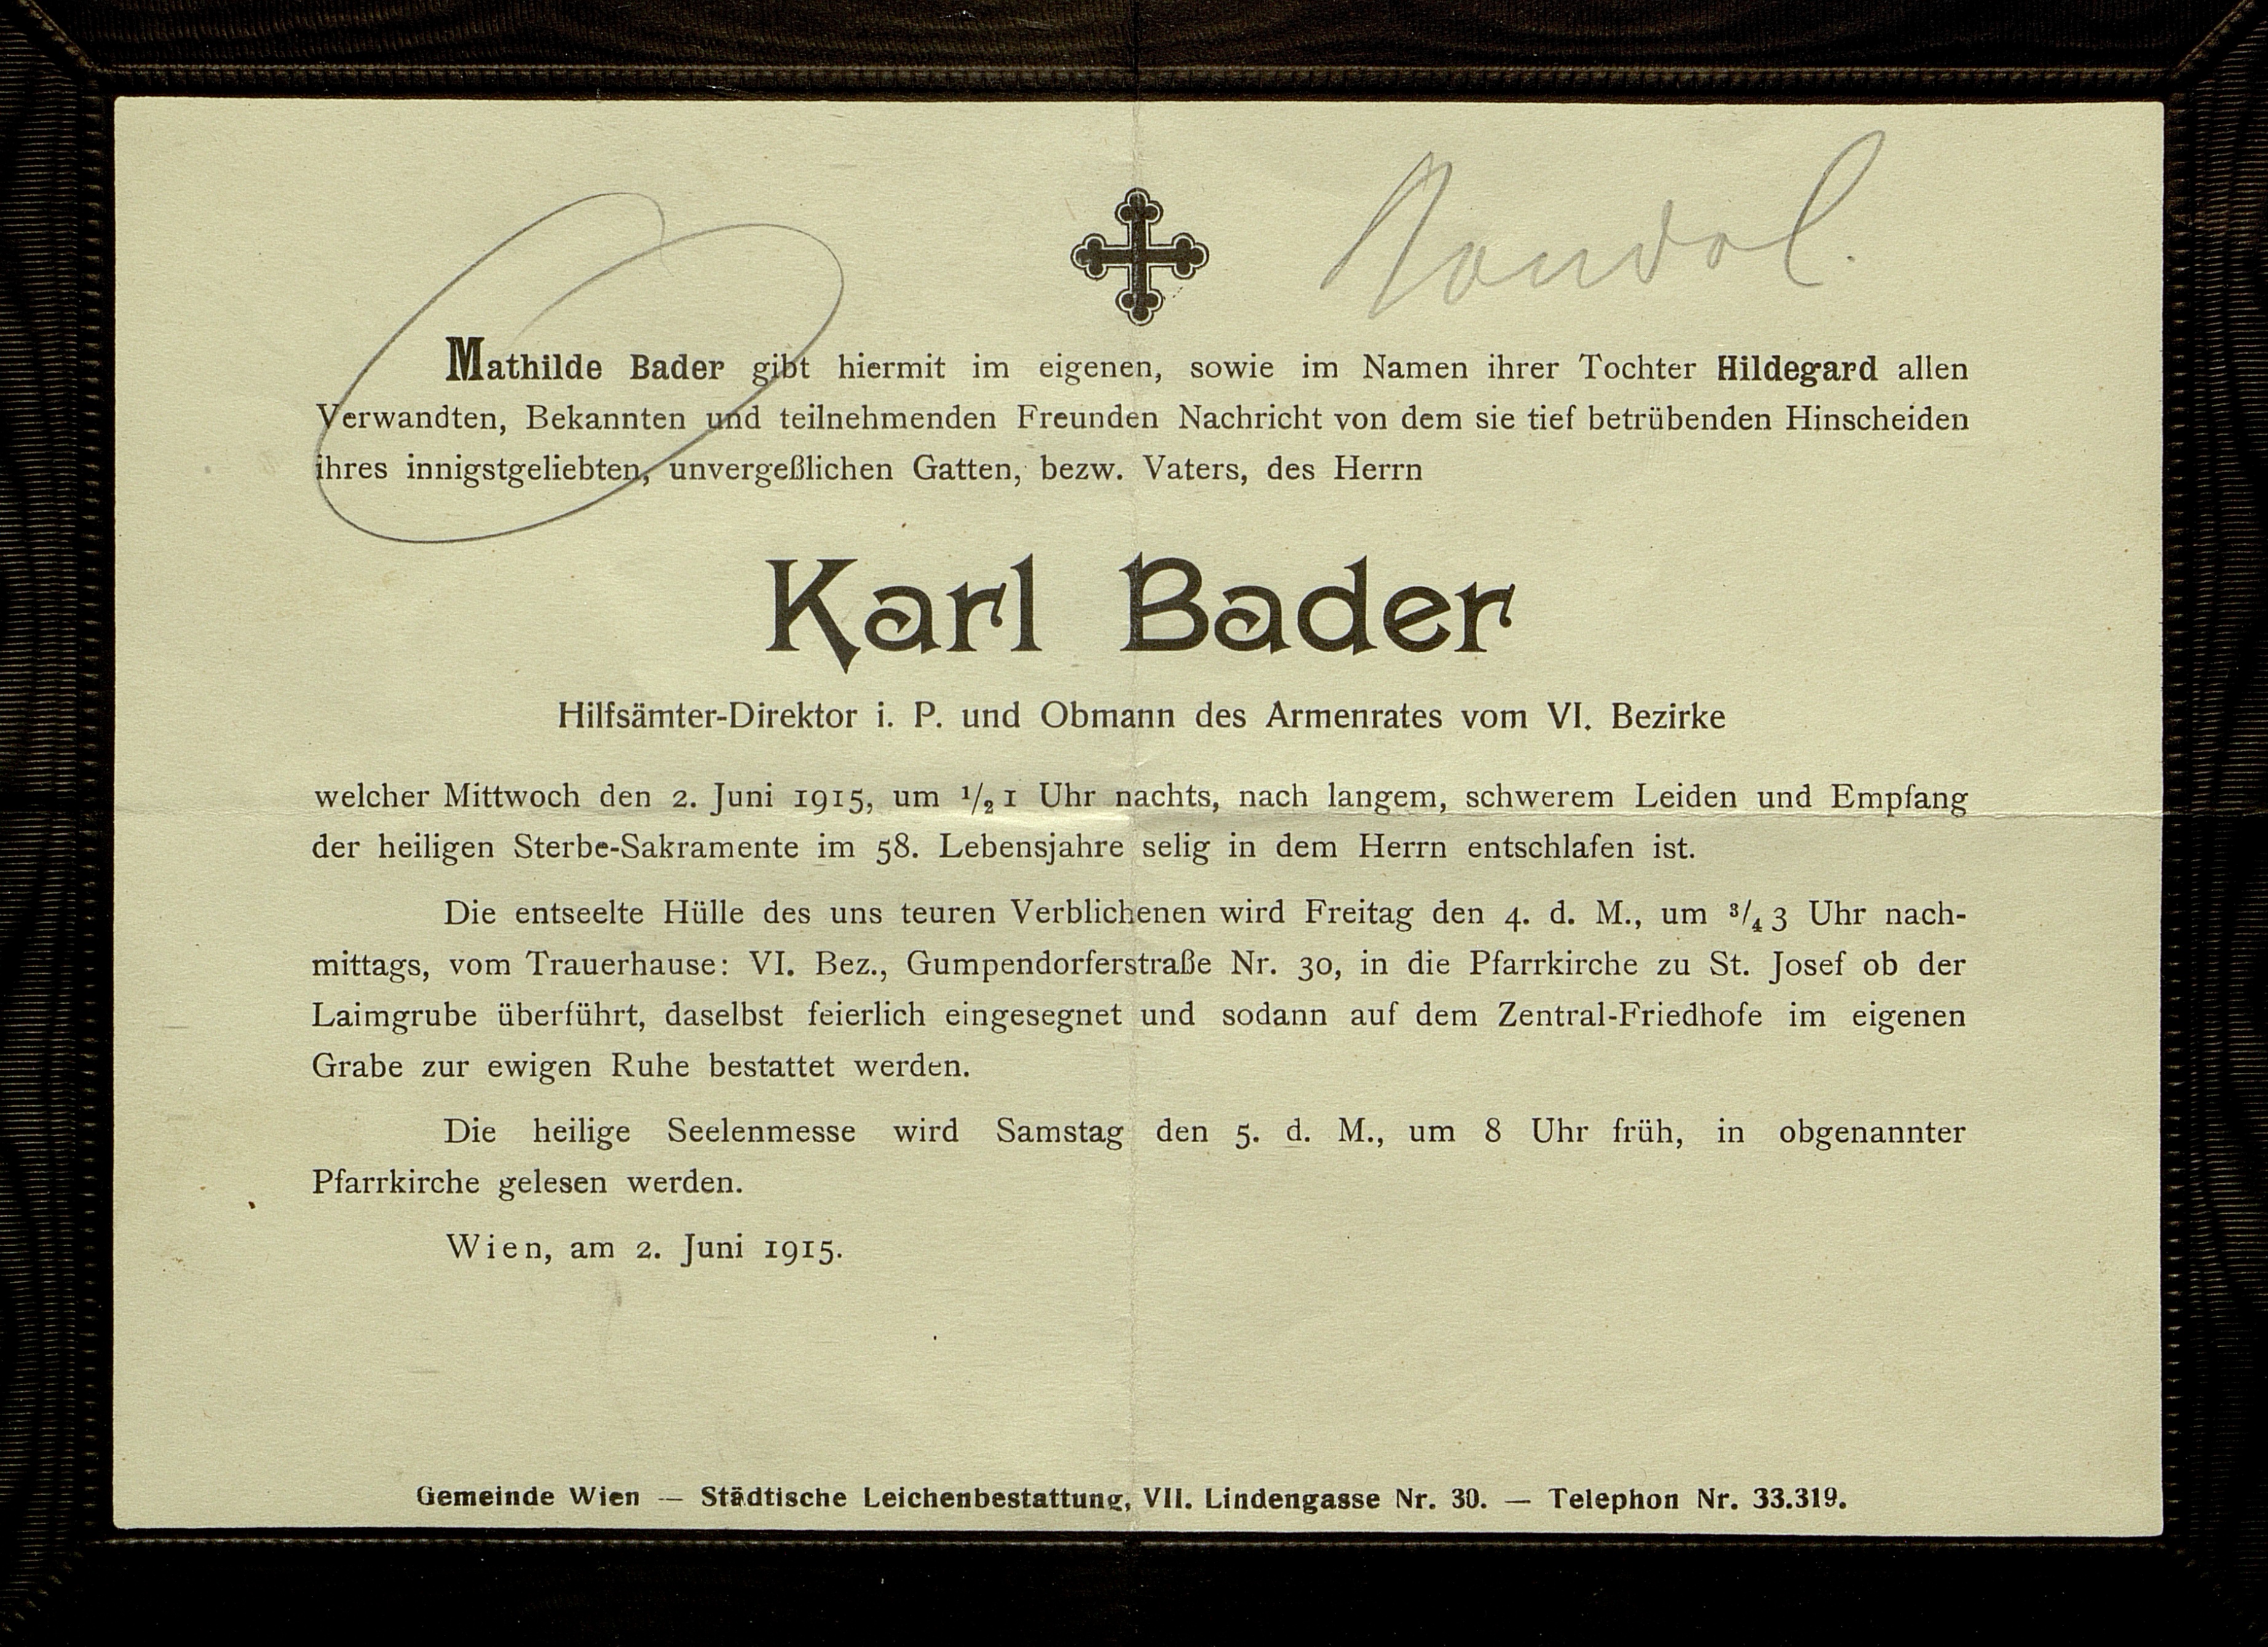 Kondol.
Mathilde Bader gibt hiermit im eigenen, sowie im Namen ihrer Tochter Hildegard allen
Verwandten, Bekannten und teilnehmenden Freunden Nachricht von dem sie tief betrübenden Hinscheiden
ihres innigstgeliebten, unvergeßlichen Gatten, bezw. Vaters, des Herrn
Karl Bader
Hilfsämter-Direktor i. P. und Obmann des Armenrates vom VI. Bezirke
welcher Mittwoch den 2. Juni 1915, um 1/2 1 Uhr nachts, nach langem, schwerem Leiden und Empfang
der heiligen Sterbe-Sakramente im 58. Lebensjahre selig in dem Herrn entschlafen ist.
Die entseelte Hülle des uns teuren Verblichenen wird Freitag den 4. d. M., um 3/4 3 Uhr nach-
mittags, vom Trauerhause: VI. Bez., Gumpendorferstraße Nr. 30, in die Pfarrkirche zu St. Josef ob der
Laimgrube überführt, daselbst feierlich eingesegnet und sodann auf dem Zentral-Friedhofe im eigenen
Grabe zur ewigen Ruhe bestattet werden.
Die heilige Seelenmesse wird Samstag den 5. d. M., um 8 Uhr früh, in obgenannter
Pfarrkirche gelesen werden.
Wien, am 2. Juni 1915.
Gemeinde Wien — Städtische Leichenbestattung, VII. Lindengasse Nr. 30. — Telephon Nr. 33.319.